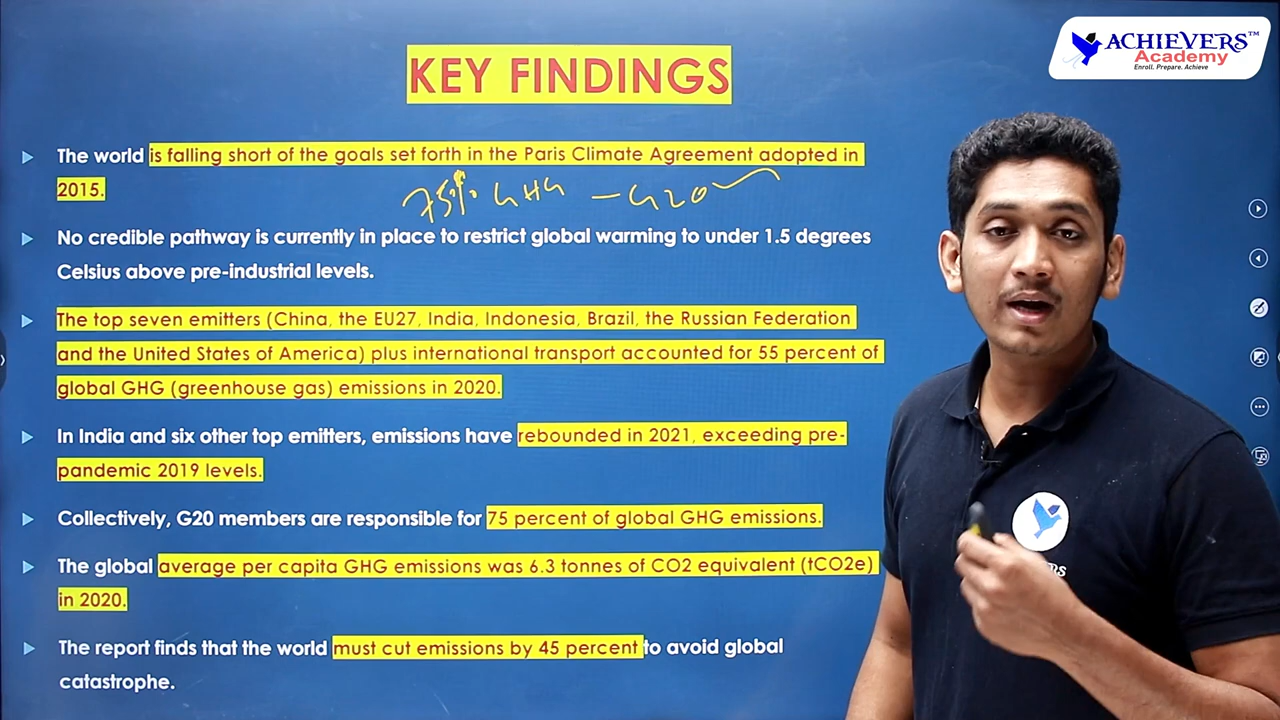 ACHIEVERS™
Academy
Enroll. Prepare. Achieve
KEY FINDINGS
The world is falling short of the goals set forth in the Paris Climate Agreement adopted in
2015.
75% GHG – G20
No credible pathway is currently in place to restrict global warming to under 1.5 degrees
Celsius above pre-industrial levels.
The top seven emitters (China, the EU27, India, Indonesia, Brazil, the Russian Federation
and the United States of America) plus international transport accounted for 55 percent of
global GHG (greenhouse gas) emissions in 2020.
In India and six other top emitters, emissions have rebounded in 2021, exceeding pre-
pandemic 2019 levels.
Collectively, G20 members are responsible for 75 percent of global GHG emissions.
The global average per capita GHG emissions was 6.3 tonnes of CO2 equivalent (tCO2e)
in 2020.
The report finds that the world must cut emissions by 45 percent to avoid global
catastrophe.